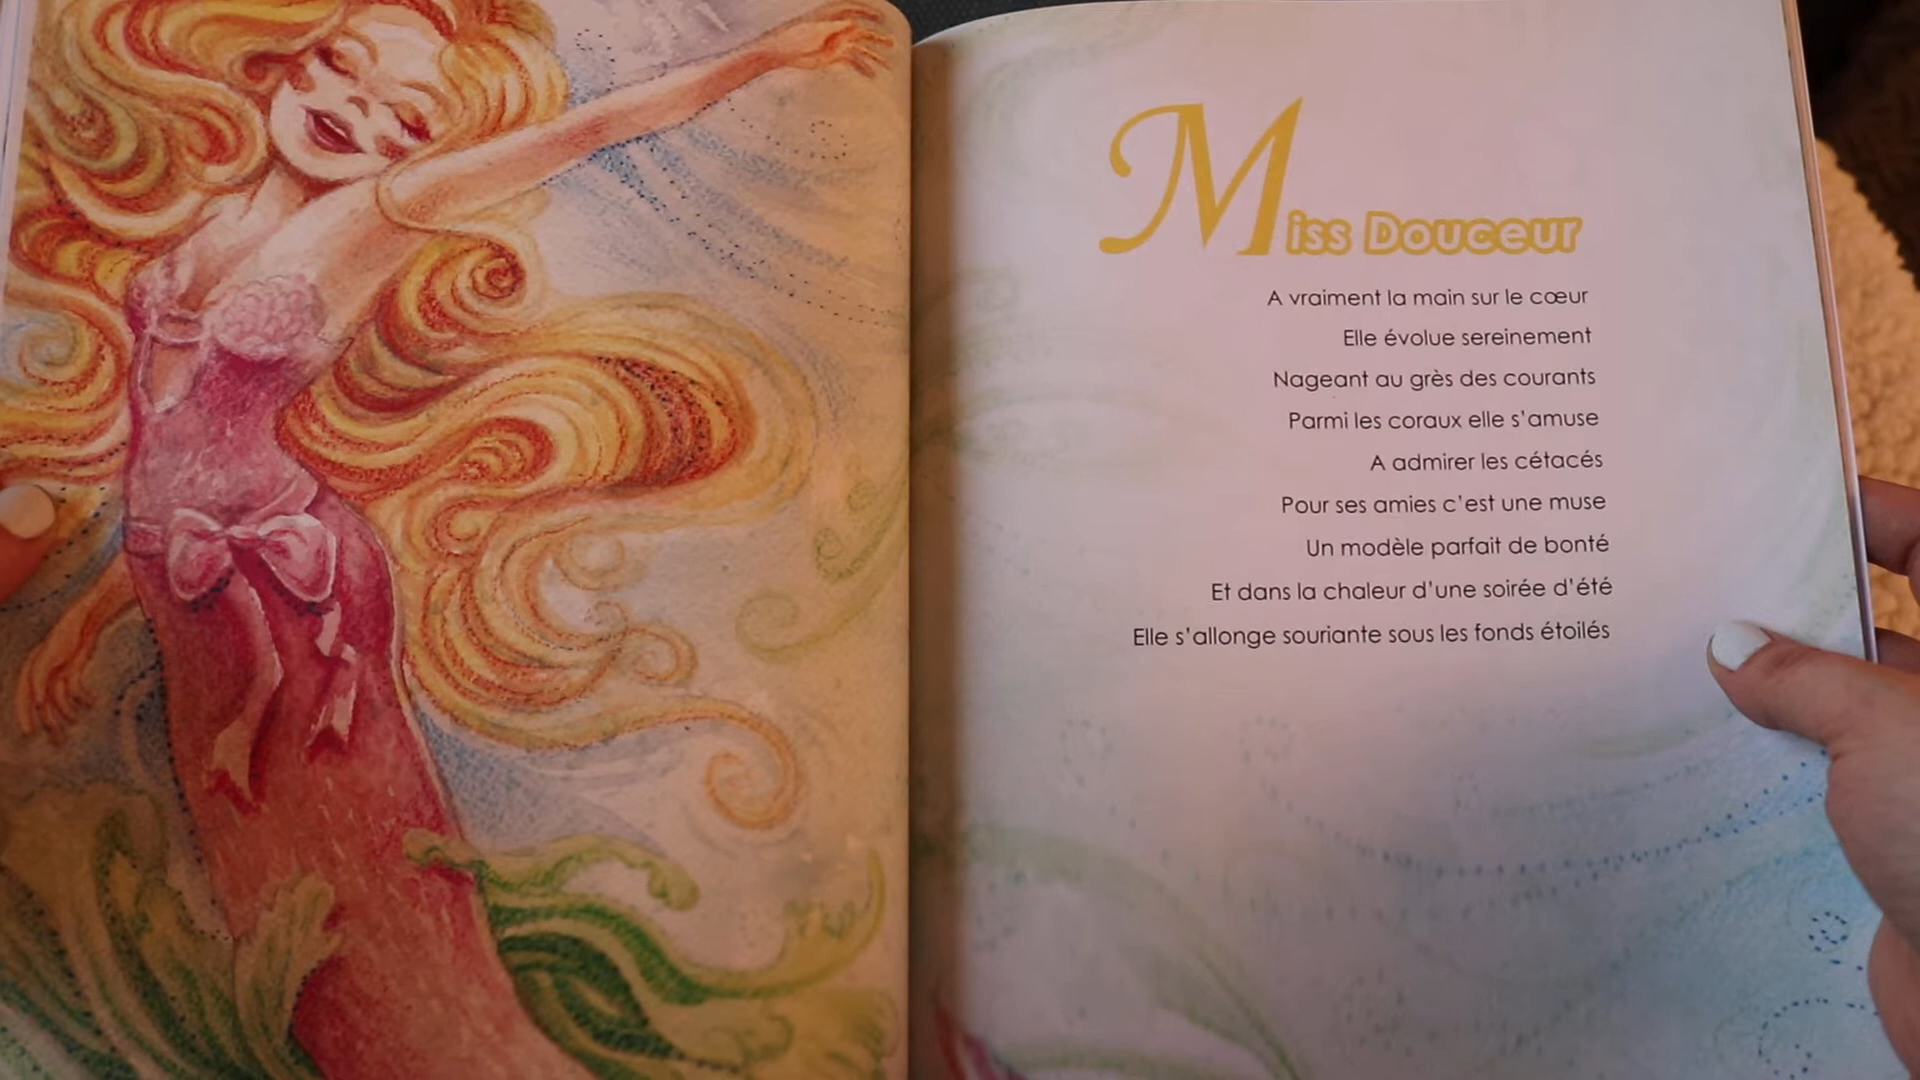 Miss Douceur
A vraiment la main sur le cœur
Elle évolue sereinement
Nageant au grès des courants
Parmi les coraux elle s'amuse
A admirer les cétacés
Pour ses amies c'est une muse
Un modèle parfait de bonté
Et dans la chaleur d'une soirée d'été
Elle s'allonge souriante sous les fonds étoilés